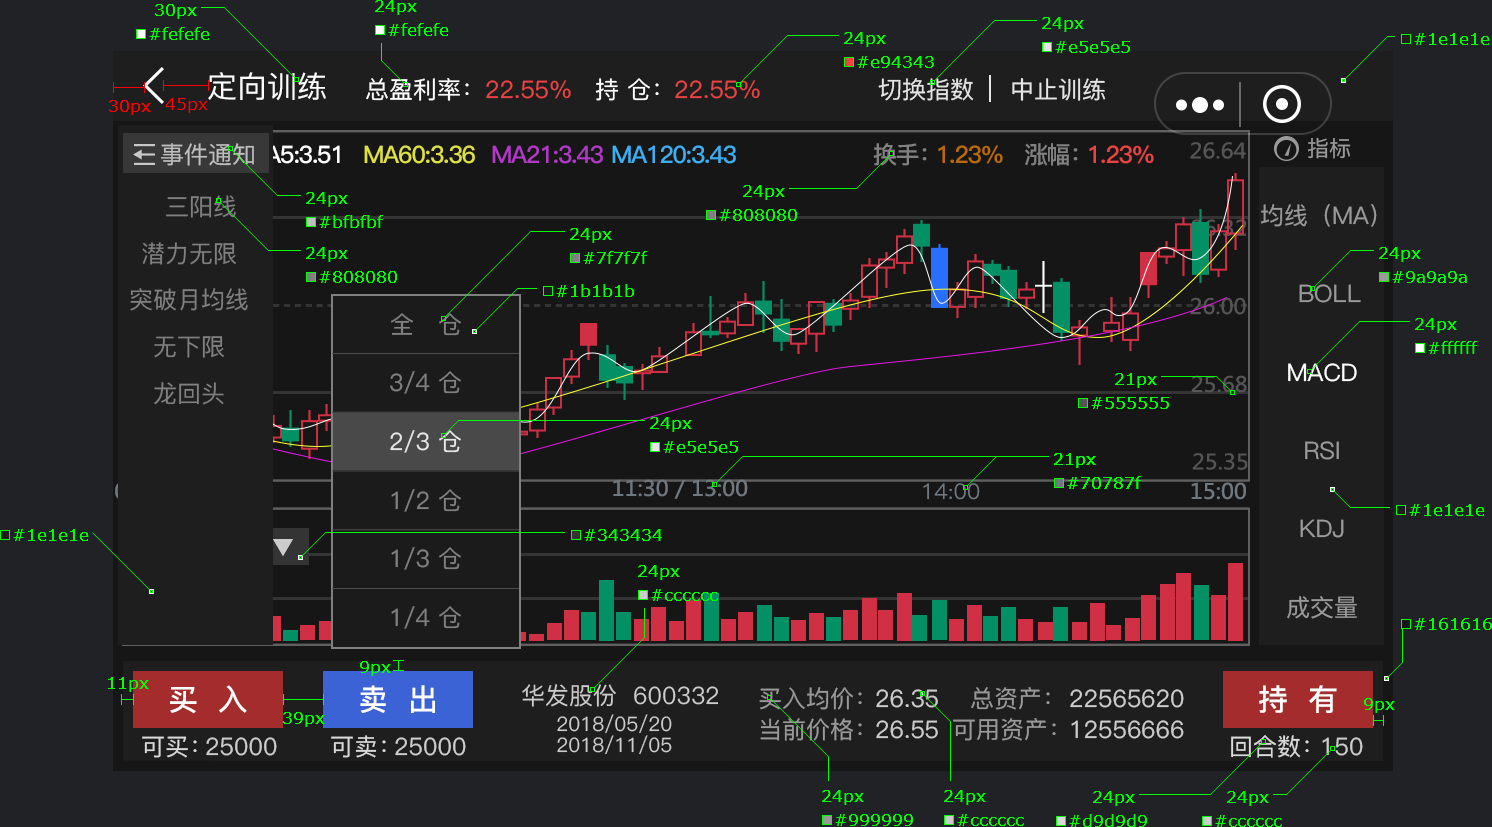 30px
#fefefe
24px
#fefefe
24px
#e94343
24px
#e5e5e5
#1e1e1e
30px
45px
定向训练
总盈利率：22.55%
持 仓：22.55%
切换指数
中止训练
事件通知
A5:3.51
MA60:3.36
MA21:3.43
MA120:3.43
换手：1.23%
涨幅：1.23%
26.64
指标
三阳线
潜力无限
突破月均线
无下限
龙回头
24px
#bfbfbf
24px
#808080
24px
#7f7f7f
#1b1b1b
24px
#808080
均线（MA）
24px
#9a9a9a
BOLL
26.00
24px
#ffffff
MACD
25.68
21px
#555555
全 仓
3/4 仓
2/3 仓
1/2 仓
1/3 仓
1/4 仓
24px
#e5e5e5
21px
#70787f
25.35
RSI
11:30 / 13:00
14:00
15:00
#1e1e1e
#1e1e1e
#343434
KDJ
24px
#cccccc
成交量
#161616
11px
买 入
39px
9px
卖 出
可买：25000
可卖：25000
华发股份 600332
2018/05/20
2018/11/05
买入均价：26.35
总资产：22565620
当前价格：26.55
可用资产：12556666
持 有
9px
回合数：150
24px
#999999
24px
#cccccc
24px
#d9d9d9
24px
#cccccc